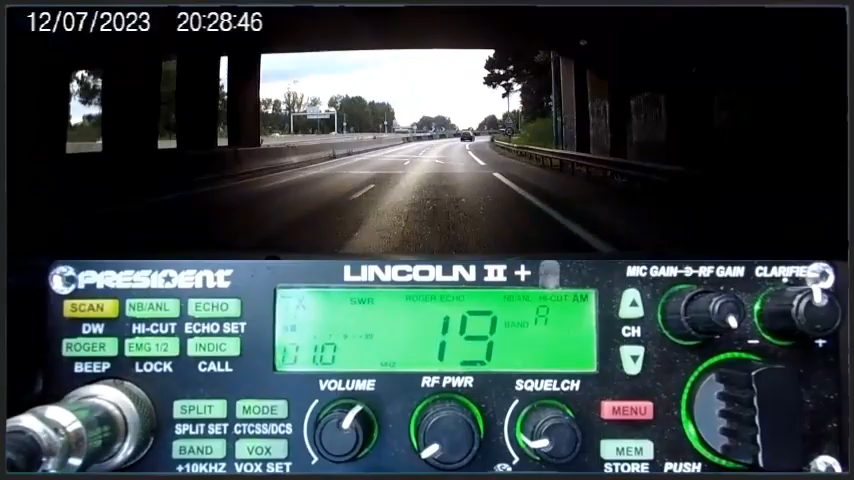 12/07/2023 20:28:46
PRESIDENT LINCOLN II + MIC GAIN RF GAIN CLARIFIER
SCAN NB/ANL ECHO
DW HI-CUT ECHO SET
ROGER EMG 1/2 INDIC
BEEP LOCK CALL
SWR ROGER ECHO NB/ANL HI-CUT AM
19 BAND A
01.0 MHZ
CH
VOLUME RF PWR SQUELCH
SPLIT MODE
SPLIT SET CTCSS/DCS
BAND VOX
+10KHZ VOX SET
MENU
MEM
STORE PUSH
- +